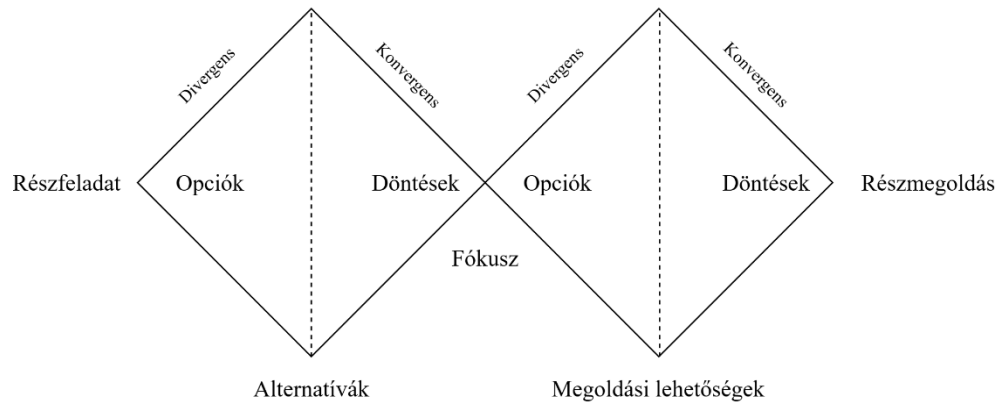 Divergens
Konvergens
Divergens
Konvergens
Részfeladat
Opciók
Döntések
Opciók
Döntések
Részmegoldás
Fókusz
Alternatívák
Megoldási lehetőségek